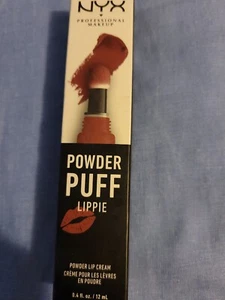 NYX
PROFESSIONAL
MAKEUP
POWDER
PUFF
LIPPIE
POWDER LIP CREAM
CRÈME POUR LES LÈVRES
EN POUDRE
0.4 fl. oz. / 12 mL